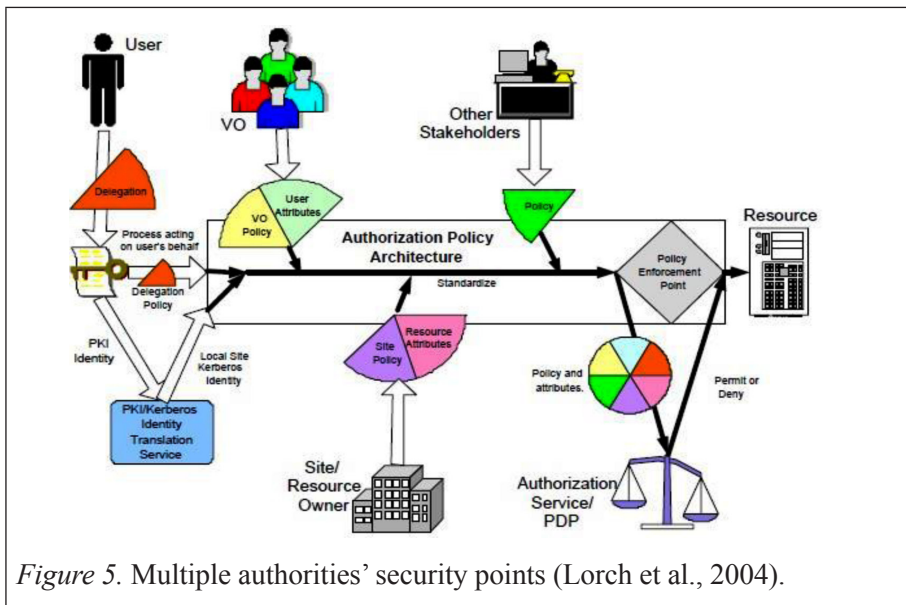 User
VO
Other
Stakeholders
Delegation
VO
Policy
User
Attributes
Policy
Resource
Process acting
on user's behalf
Authorization Policy
Architecture
Standardize
Policy
Enforcement
Point
Delegation
Policy
PKI
Identity
Local Site
Kerberos
Identity
Site
Policy
Resource
Attributes
Policy and
attributes.
Permit or
Deny
PKI/Kerberos
Identity
Translation
Service
Site/
Resource
Owner
Authorization
Service/
PDP
Figure 5. Multiple authorities’ security points (Lorch et al., 2004).